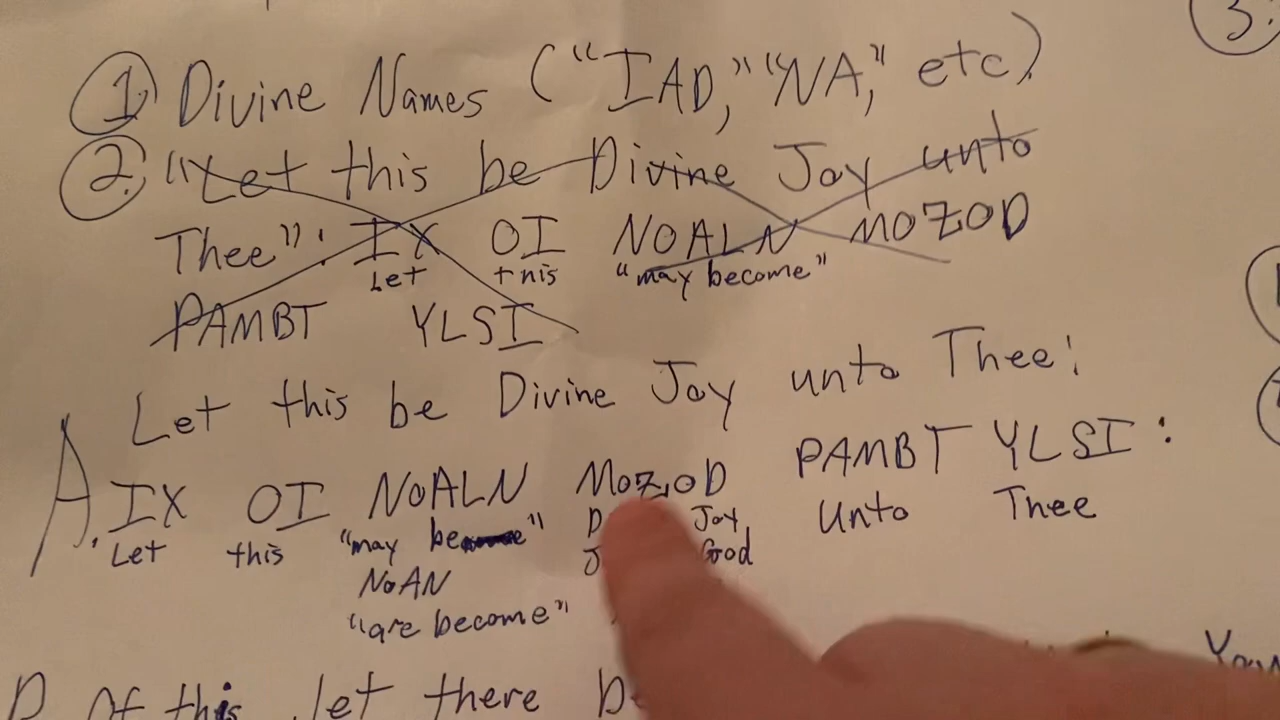 3:
1. Divine Names ("IAD," "NA," etc)
2. "Let this be Divine Joy unto
Thee": IX OI NOALN MOZOD
Let this "may become"
PAMBT YLSI
Let this be Divine Joy unto Thee:
A. IX OI NOALN MOZOD PAMBT YLSI:
Let this "may be" Joy, unto Thee
NOAN God
"are become"
Of this, let there